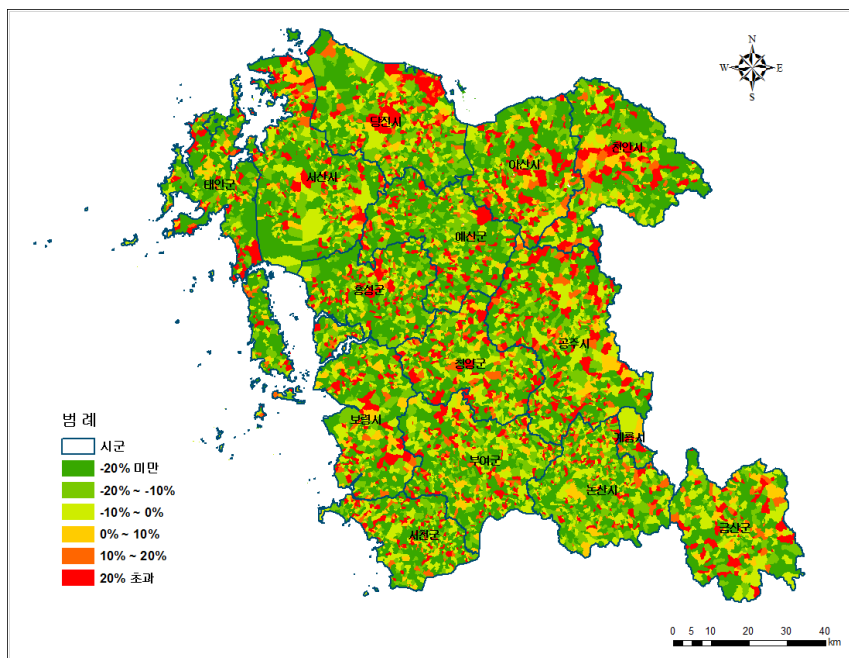 N
W E
S
당진시
아산시
천안시
서산시
태안군
예산군
홍성군
공주시
청양군
보령시
계룡시
부여군
논산시
서천군
금산군
범 례
시군
-20% 미만
-20% ~ -10%
-10% ~ 0%
0% ~ 10%
10% ~ 20%
20% 초과
0 5 10 20 30 40
km